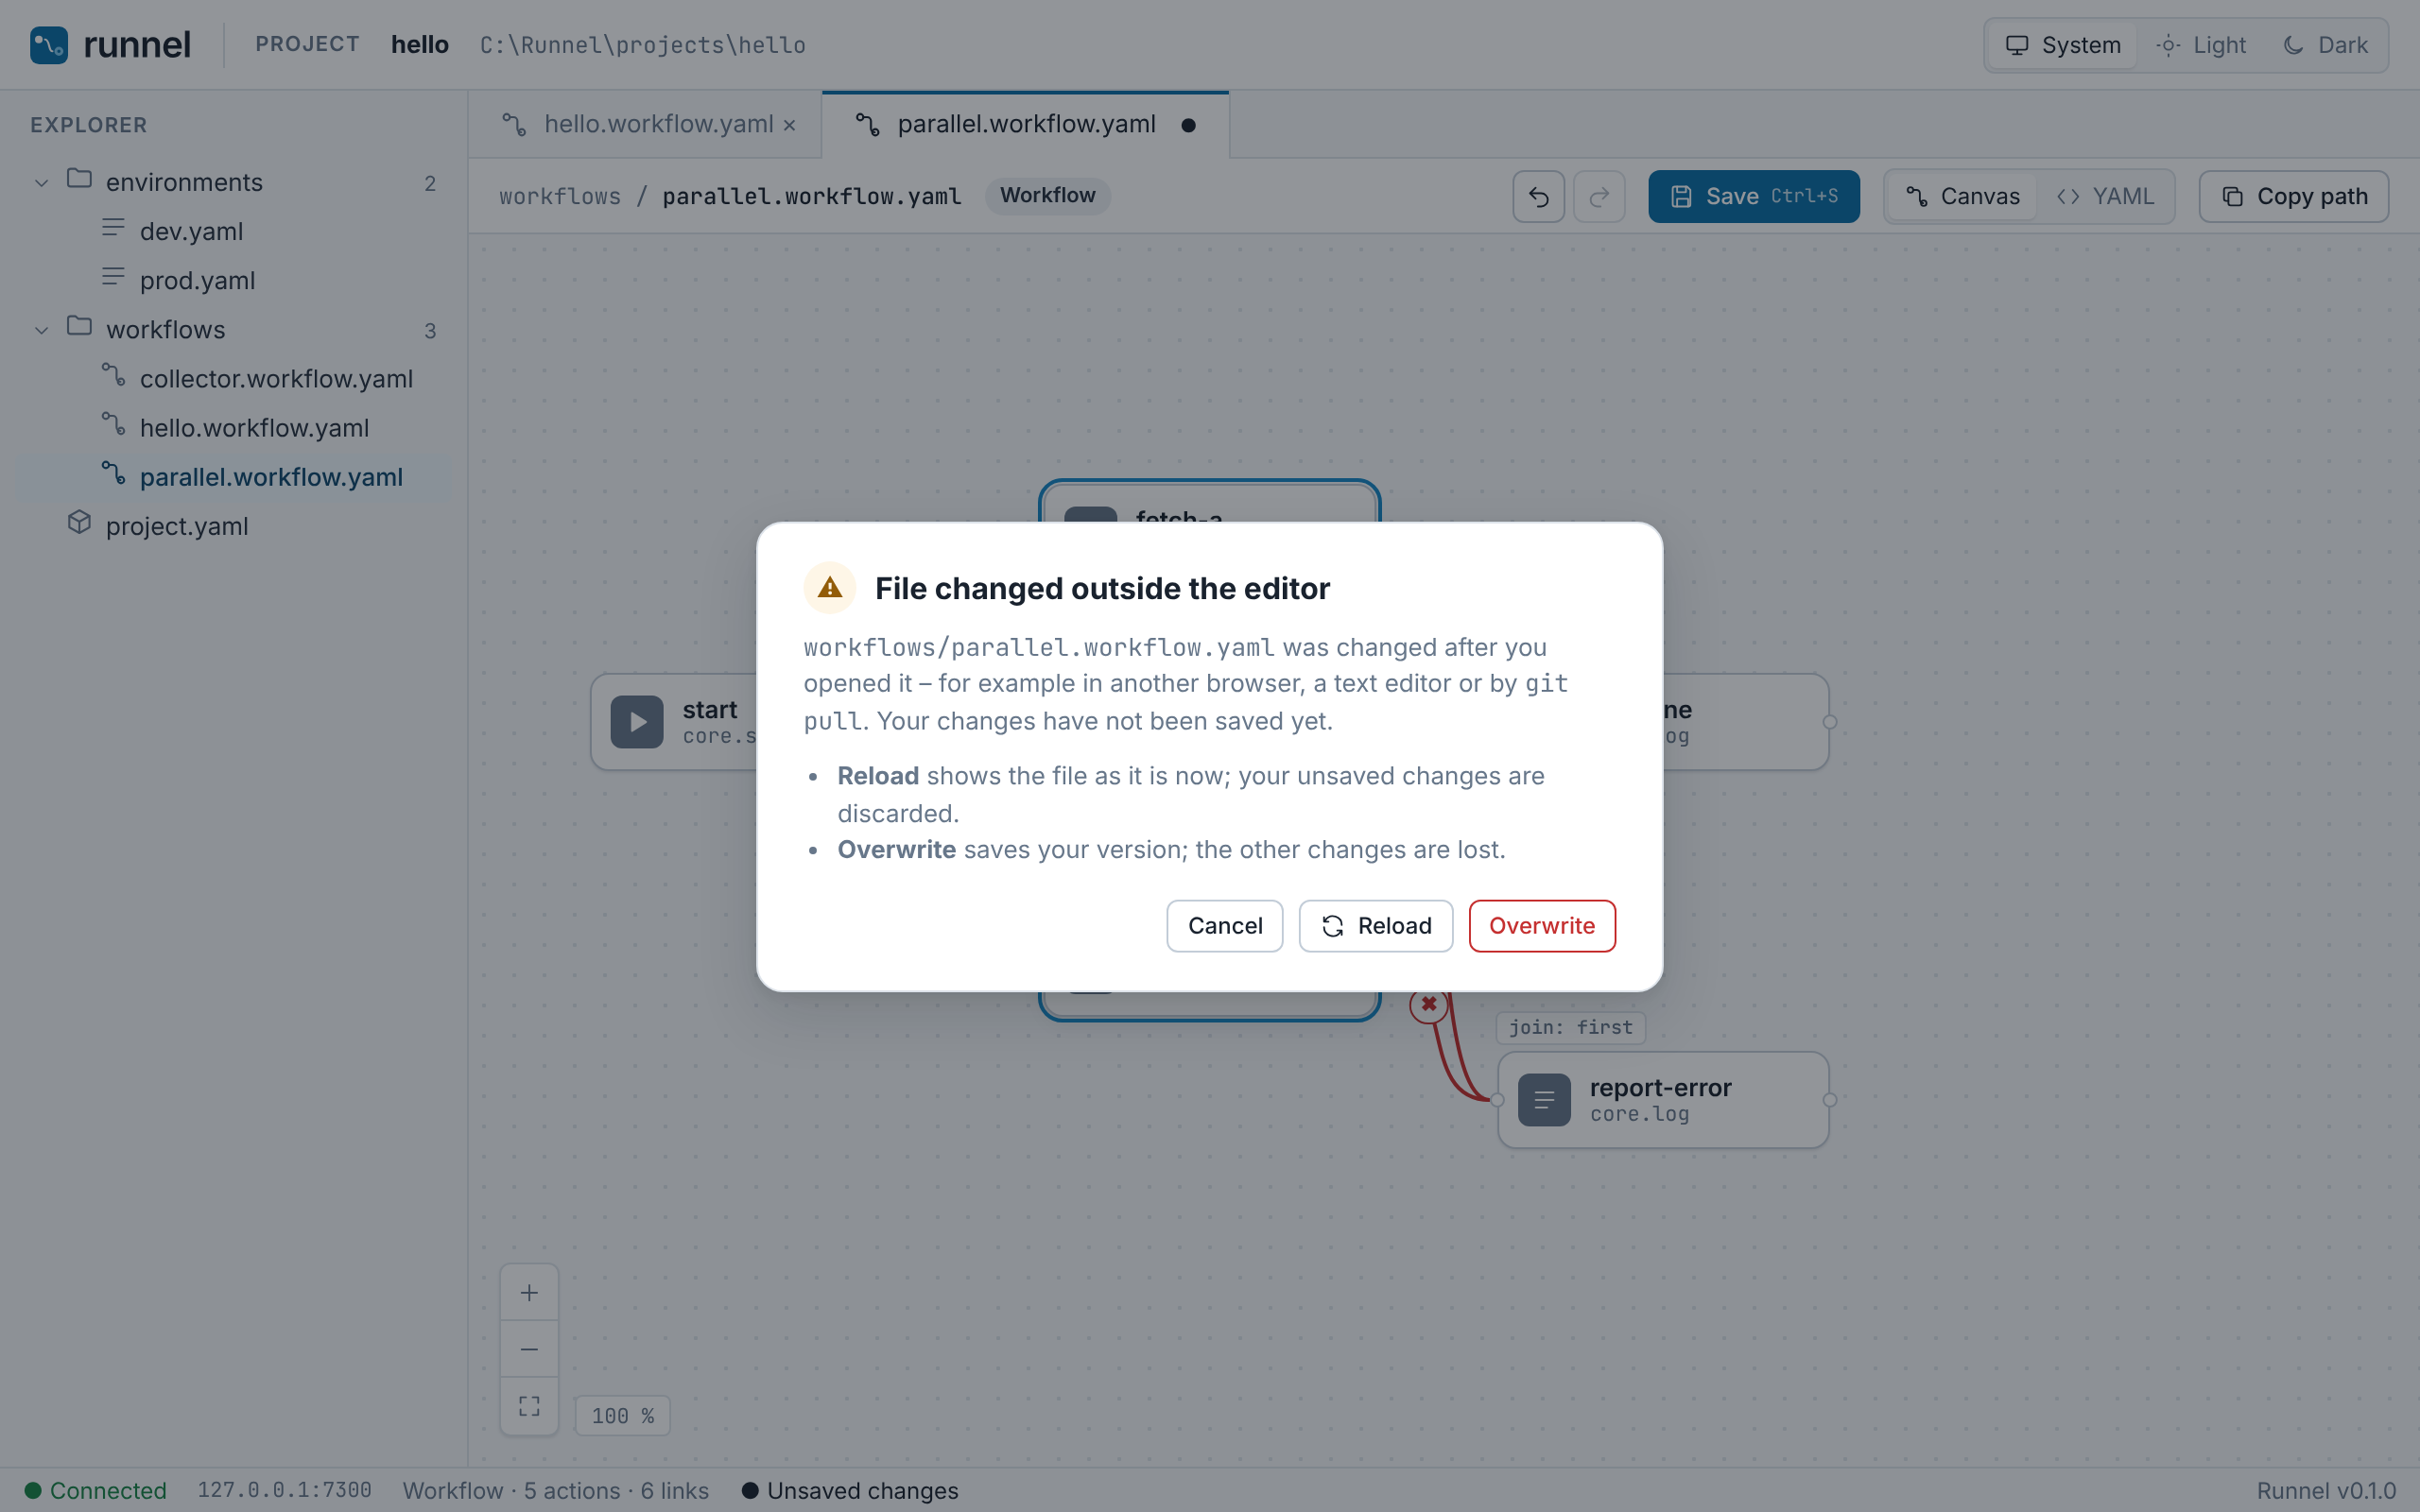 runnel
PROJECT hello C:\Runnel\projects\hello
System Light Dark
EXPLORER
environments 2
dev.yaml
prod.yaml
workflows 3
collector.workflow.yaml
hello.workflow.yaml
parallel.workflow.yaml
project.yaml
hello.workflow.yaml ×
parallel.workflow.yaml
workflows / parallel.workflow.yaml Workflow
Save Ctrl+S Canvas YAML Copy path
fetch-a
File changed outside the editor
workflows/parallel.workflow.yaml was changed after you
opened it – for example in another browser, a text editor or by git
pull. Your changes have not been saved yet.
• Reload shows the file as it is now; your unsaved changes are
discarded.
• Overwrite saves your version; the other changes are lost.
Cancel Reload Overwrite
start
core.s
ne
og
join: first
report-error
core.log
100 %
Connected 127.0.0.1:7300 Workflow · 5 actions · 6 links Unsaved changes
Runnel v0.1.0